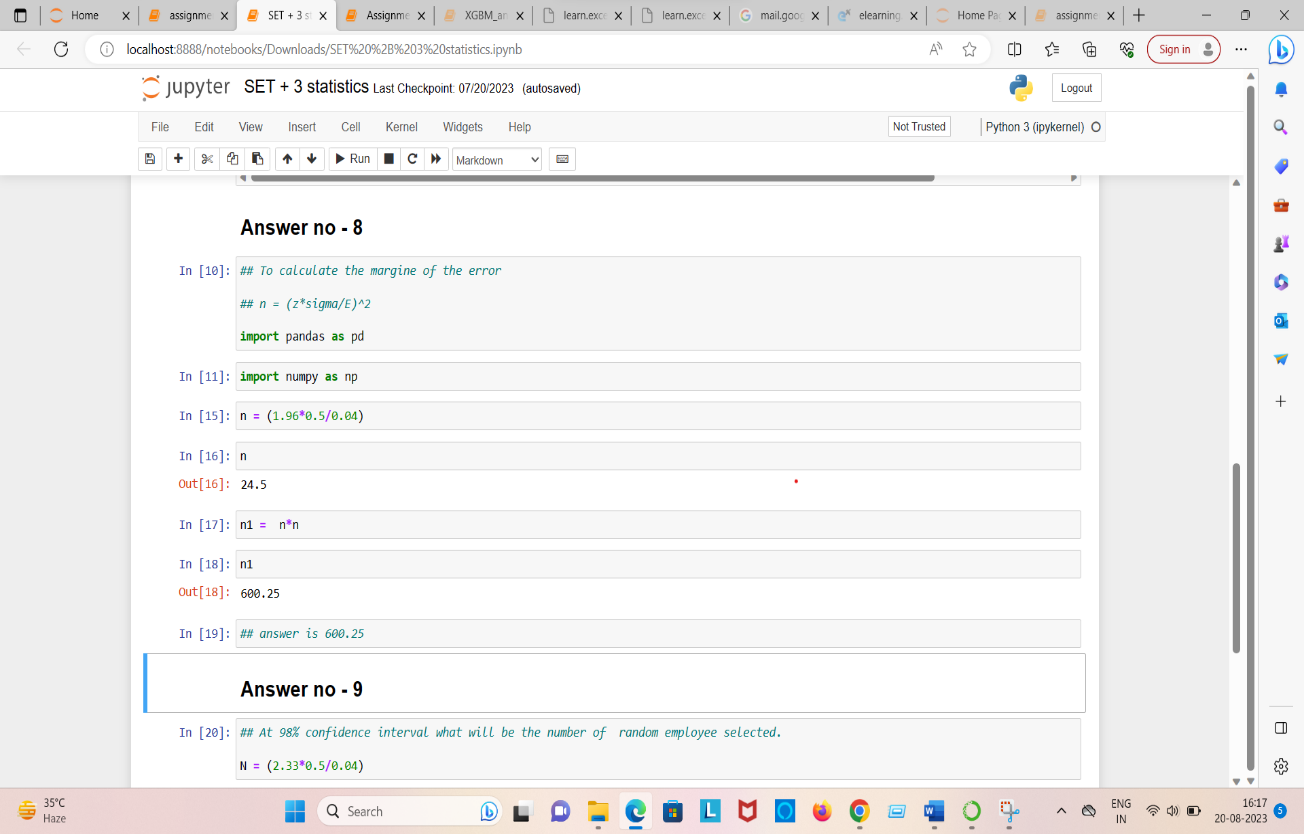 Home
assignme
SET + 3 st
Assignme
XGBM_an
learn.exce
learn.exce
mail.goog
elearning.
Home Pa
assignme
localhost:8888/notebooks/Downloads/SET%20%2B%203%20statistics.ipynb
Sign in
jupyter SET + 3 statistics Last Checkpoint: 07/20/2023 (autosaved)
Logout
File Edit View Insert Cell Kernel Widgets Help
Not Trusted
Python 3 (ipykernel)
Run
Markdown
Answer no - 8
In [10]: ## To calculate the margine of the error
## n = (z*sigma/E)^2
import pandas as pd
In [11]: import numpy as np
In [15]: n = (1.96*0.5/0.04)
In [16]: n
Out[16]: 24.5
In [17]: n1 =  n*n
In [18]: n1
Out[18]: 600.25
In [19]: ## answer is 600.25
Answer no - 9
In [20]: ## At 98% confidence interval what will be the number of  random employee selected.
N = (2.33*0.5/0.04)
35°C
Haze
Search
ENG
IN
16:17
20-08-2023
5